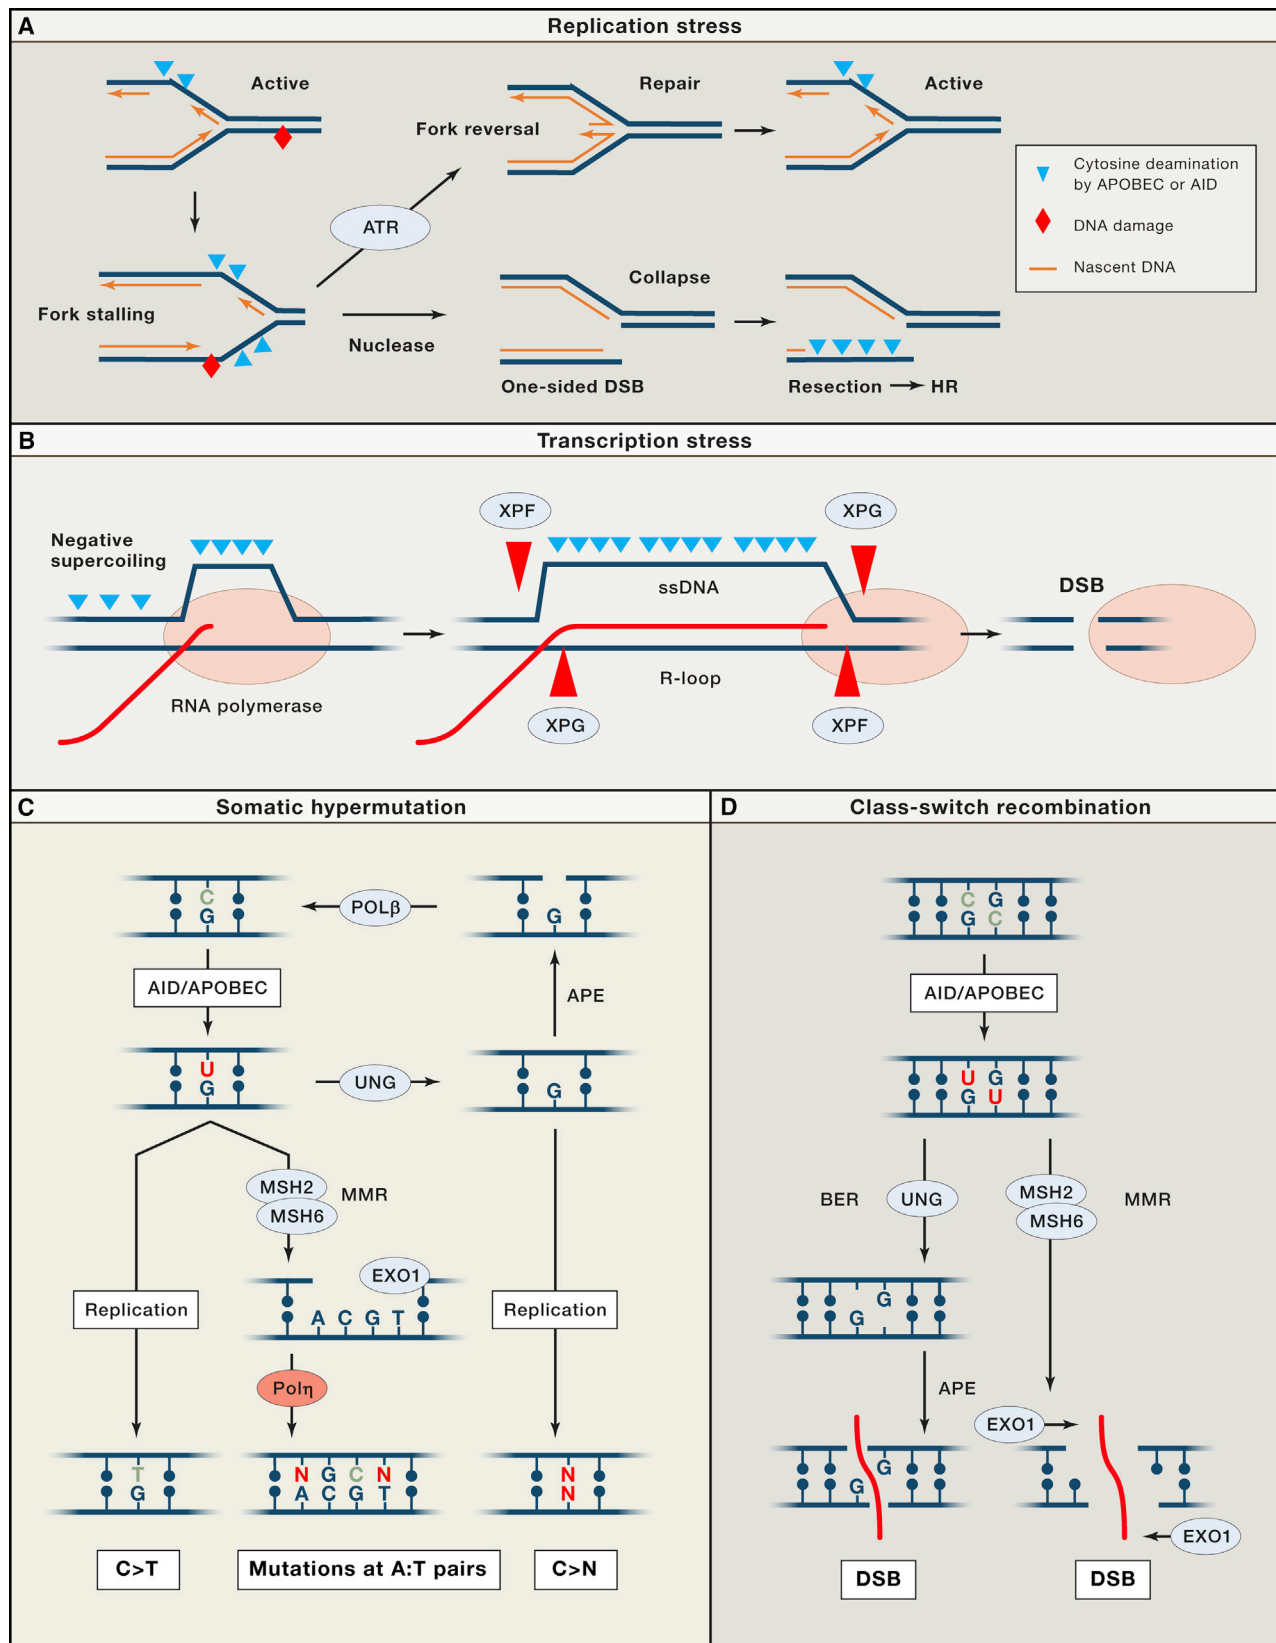 A
Replication stress
Active
Repair
Active
Fork reversal
ATR
Cytosine deamination
by APOBEC or AID
DNA damage
Nascent DNA
Fork stalling
Nuclease
Collapse
One-sided DSB
Resection → HR
B
Transcription stress
Negative
supercoiling
RNA polymerase
XPF
XPG
ssDNA
R-loop
XPG
XPF
DSB
C
Somatic hypermutation
C
G
POLβ
G
AID/APOBEC
APE
U
G
UNG
G
MSH2
MSH6
MMR
EXO1
A C G T
Replication
Replication
Polη
T
G
N G C N
A C G T
N
N
C>T
Mutations at A:T pairs
C>N
D
Class-switch recombination
C G
G C
AID/APOBEC
U G
G U
BER
UNG
MSH2
MSH6
MMR
G
G
APE
EXO1
G
G
EXO1
DSB
DSB